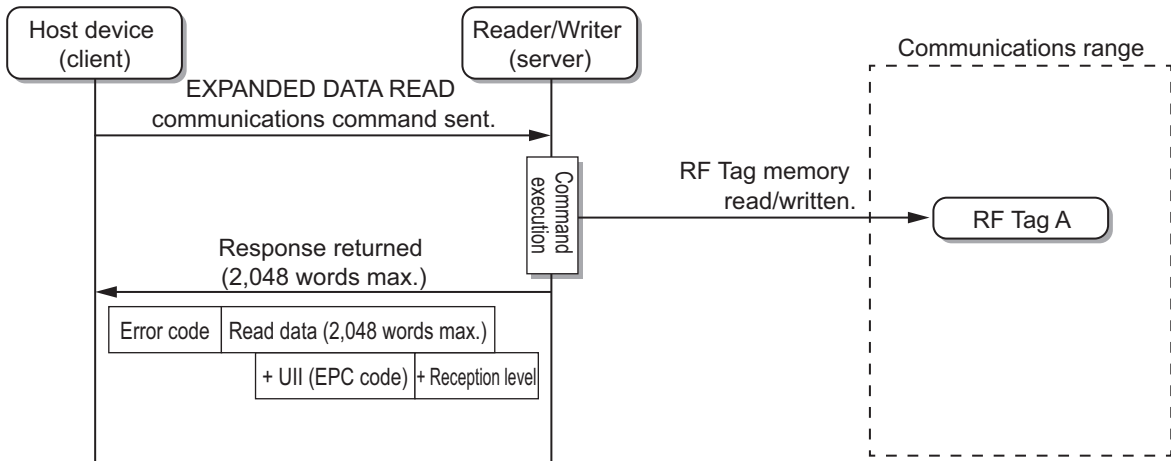 Host device
(client)
Reader/Writer
(server)
Communications range
EXPANDED DATA READ
communications command sent.
Command
execution
RF Tag memory
read/written.
RF Tag A
Response returned
(2,048 words max.)
Error code
Read data (2,048 words max.)
+ UII (EPC code)
+ Reception level